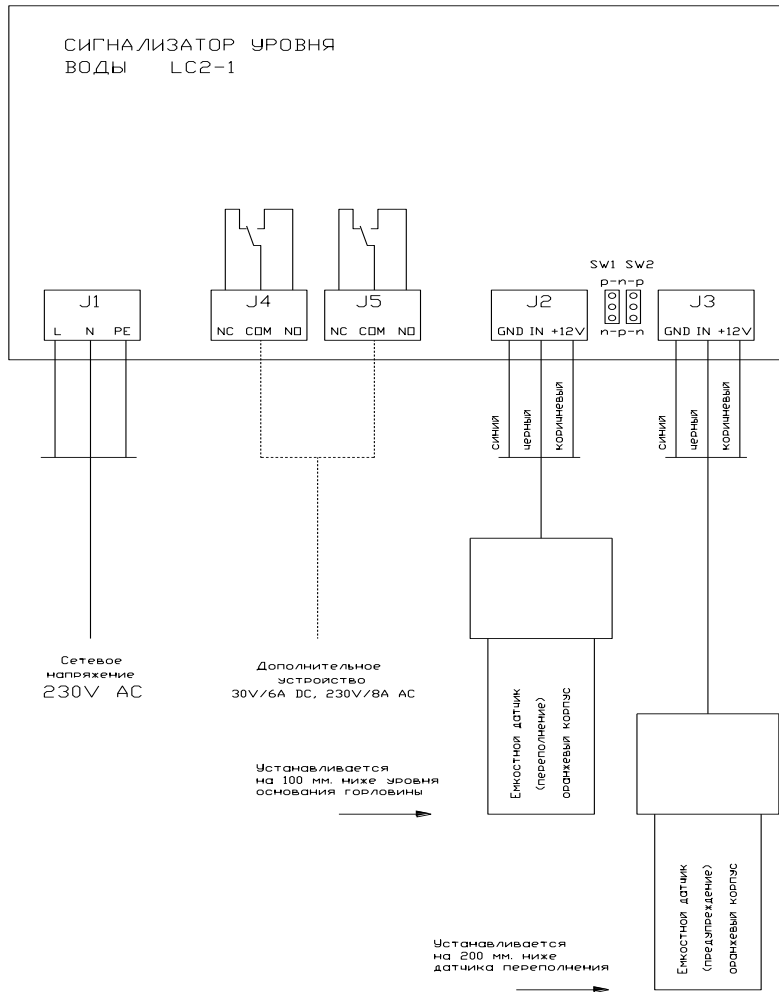 СИГНАЛИЗАТОР УРОВНЯ
ВОДЫ LC2-1
SW1 SW2
p-n-p
n-p-n
J1
L N PE
J4
NC COM NO
J5
NC COM NO
J2
GND IN +12V
J3
GND IN +12V
синий
черный
коричневый
синий
черный
коричневый
Сетевое
напряжение
230V AC
Дополнительное
устройство
30V/6A DC, 230V/8A AC
Емкостной датчик
(переполнение)
оранжевый корпус
Устанавливается
на 100 мм. ниже уровня
основания горловины
Емкостной датчик
(предупреждение)
оранжевый корпус
Устанавливается
на 200 мм. ниже
датчика переполнения